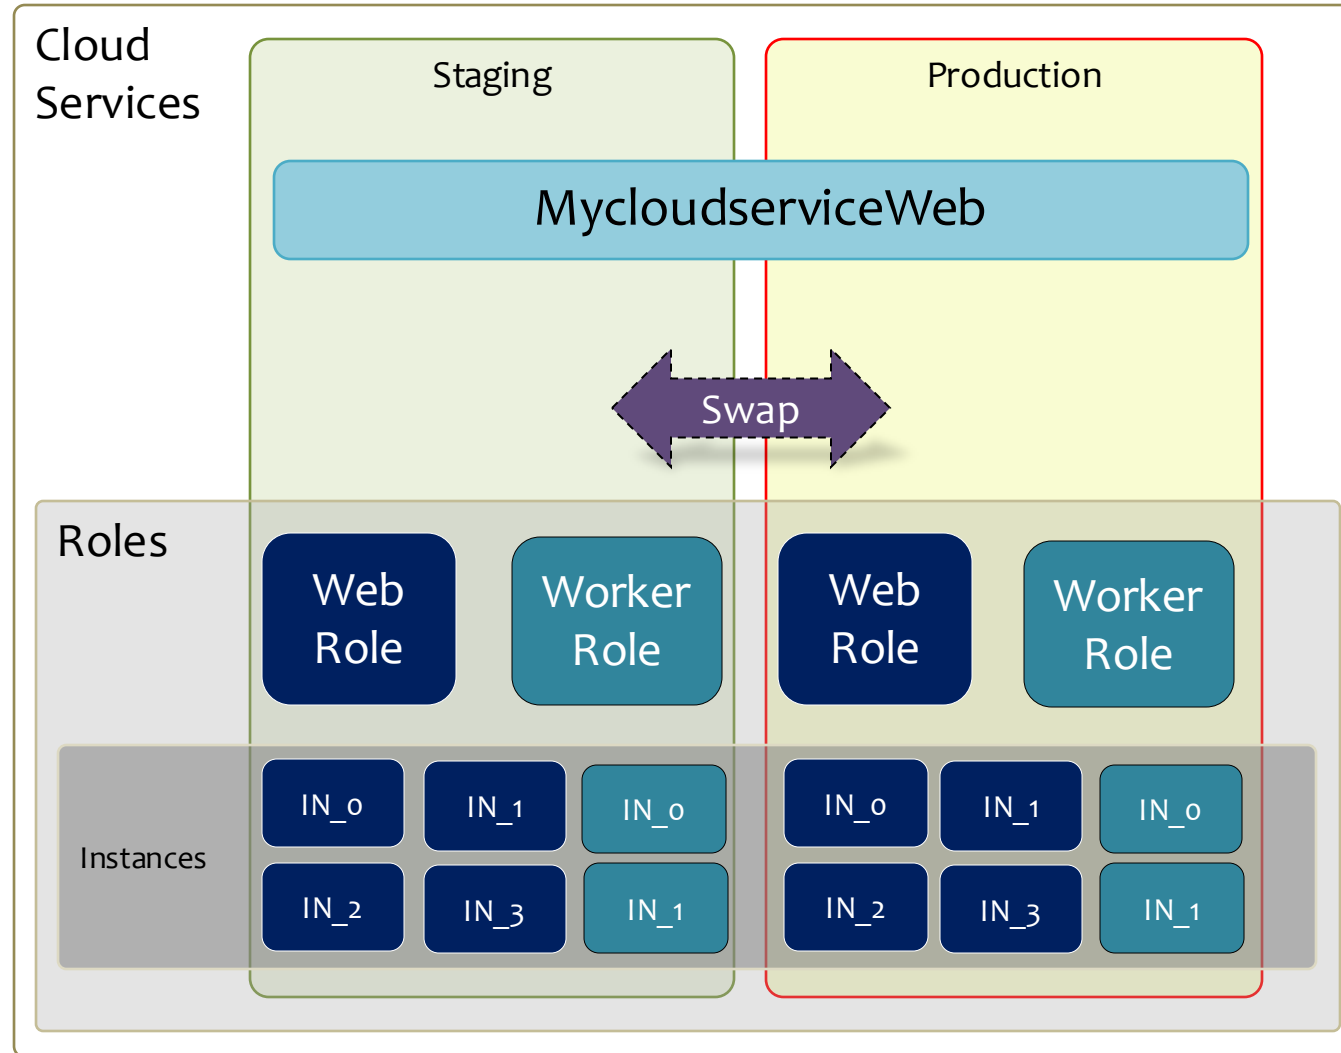 Cloud
Services
Staging
Production
MycloudserviceWeb
Swap
Roles
Web
Role
Worker
Role
Web
Role
Worker
Role
Instances
IN_0
IN_1
IN_0
IN_0
IN_1
IN_0
IN_2
IN_3
IN_1
IN_2
IN_3
IN_1